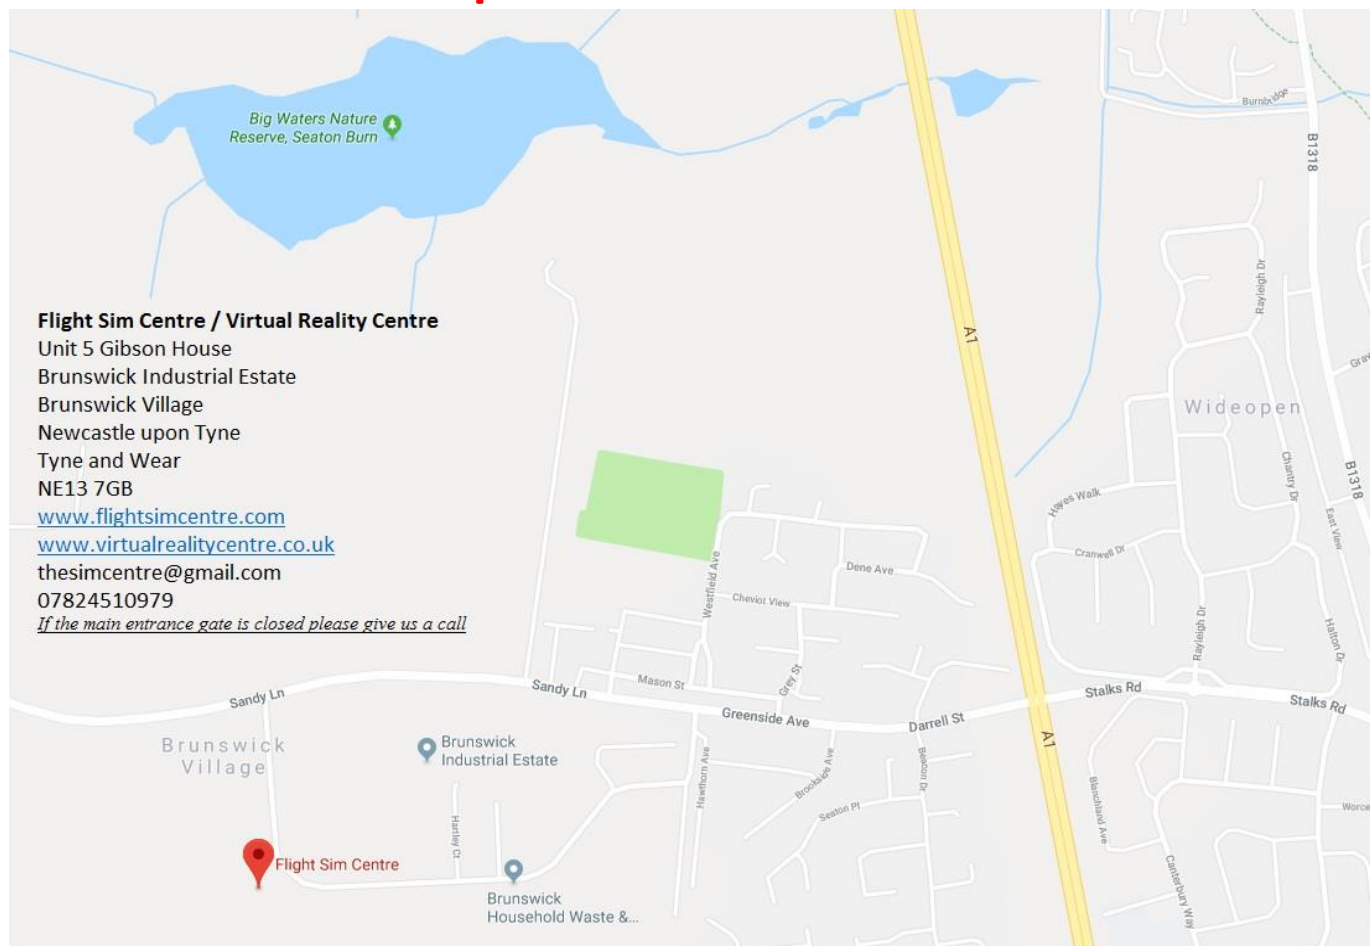 Big Waters Nature
Reserve, Seaton Burn
Burnbridge
B1318
Rayleigh Dr
A1
Flight Sim Centre / Virtual Reality Centre
Unit 5 Gibson House
Brunswick Industrial Estate
Brunswick Village
Newcastle upon Tyne
Tyne and Wear
NE13 7GB
www.flightsimcentre.com
www.virtualrealitycentre.co.uk
thesimcentre@gmail.com
07824510979
If the main entrance gate is closed please give us a call
Wideopen
Chantry Dr
B1318
East View
Hayes Walk
Cranwell Dr
Westfield Ave
Dene Ave
Cheviot View
Rayleigh Dr
Halton Dr
Mason St
Grey St
Sandy Ln
Sandy Ln
Greenside Ave
Darrell St
Stalks Rd
Stalks Rd
A1
Brunswick
Village
Brunswick
Industrial Estate
Hawthorn Ave
Brookside Ave
Beacon Dr
Seaton Pl
Blanchland Ave
Worce
Hartley Ct
Canterbury Way
Flight Sim Centre
Brunswick
Household Waste &...